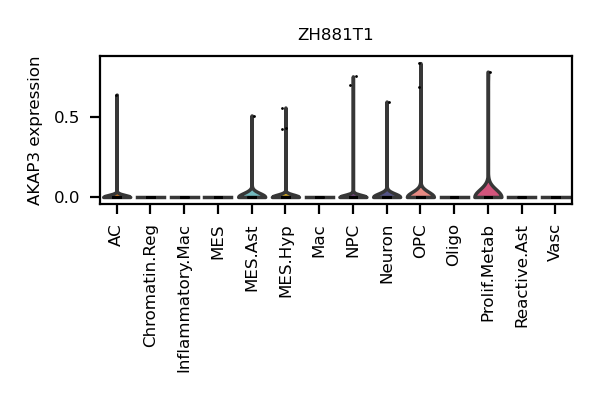 ZH881T1
AKAP3 expression
0.5
0.0
AC
Chromatin.Reg
Inflammatory.Mac
MES
MES.Ast
MES.Hyp
Mac
NPC
Neuron
OPC
Oligo
Prolif.Metab
Reactive.Ast
Vasc